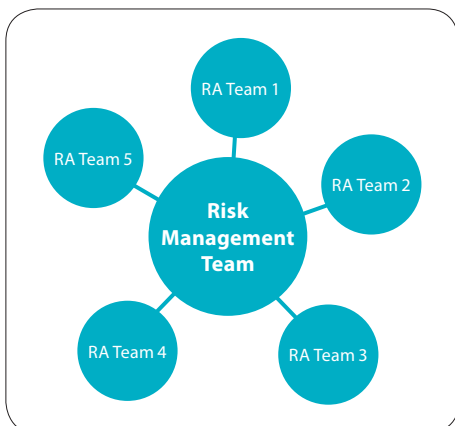 RA Team 1
RA Team 5
RA Team 2
Risk
Management
Team
RA Team 4
RA Team 3